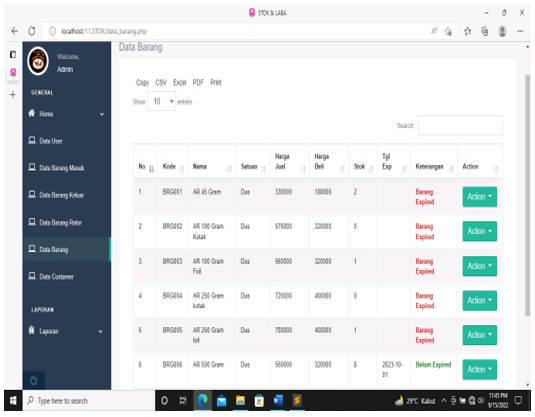 STOK & LABA
localhost/11.STOK/data_barang.php
Welcome,
Admin
GENERAL
Home
Data User
Data Barang Masuk
Data Barang Keluar
Data Barang Retur
Data Barang
Data Customer
LAPORAN
Laporan
Data Barang
Copy CSV Excel PDF Print
Show 10 entries
Search:
No Kode Nama Satuan Harga Jual Harga Beli Stok Tgl Exp Keterangan Action
1. BRG001 AR 45 Gram Dus 330000 180000 2 Barang Expired Action
2. BRG002 AR 100 Gram Kotak Dus 576000 320000 0 Barang Expired Action
3. BRG003 AR 100 Gram Foil Dus 560000 320000 1 Barang Expired Action
4. BRG004 AR 250 Gram kotak Dus 720000 400000 0 Barang Expired Action
5. BRG005 AR 250 Gram foil Dus 700000 400000 1 Barang Expired Action
6. BRG006 AR 500 Gram Dus 560000 320000 8 2023-10-01 Belum Expired Action
Type here to search
29°C Kabut
11:45 PM
9/15/2022